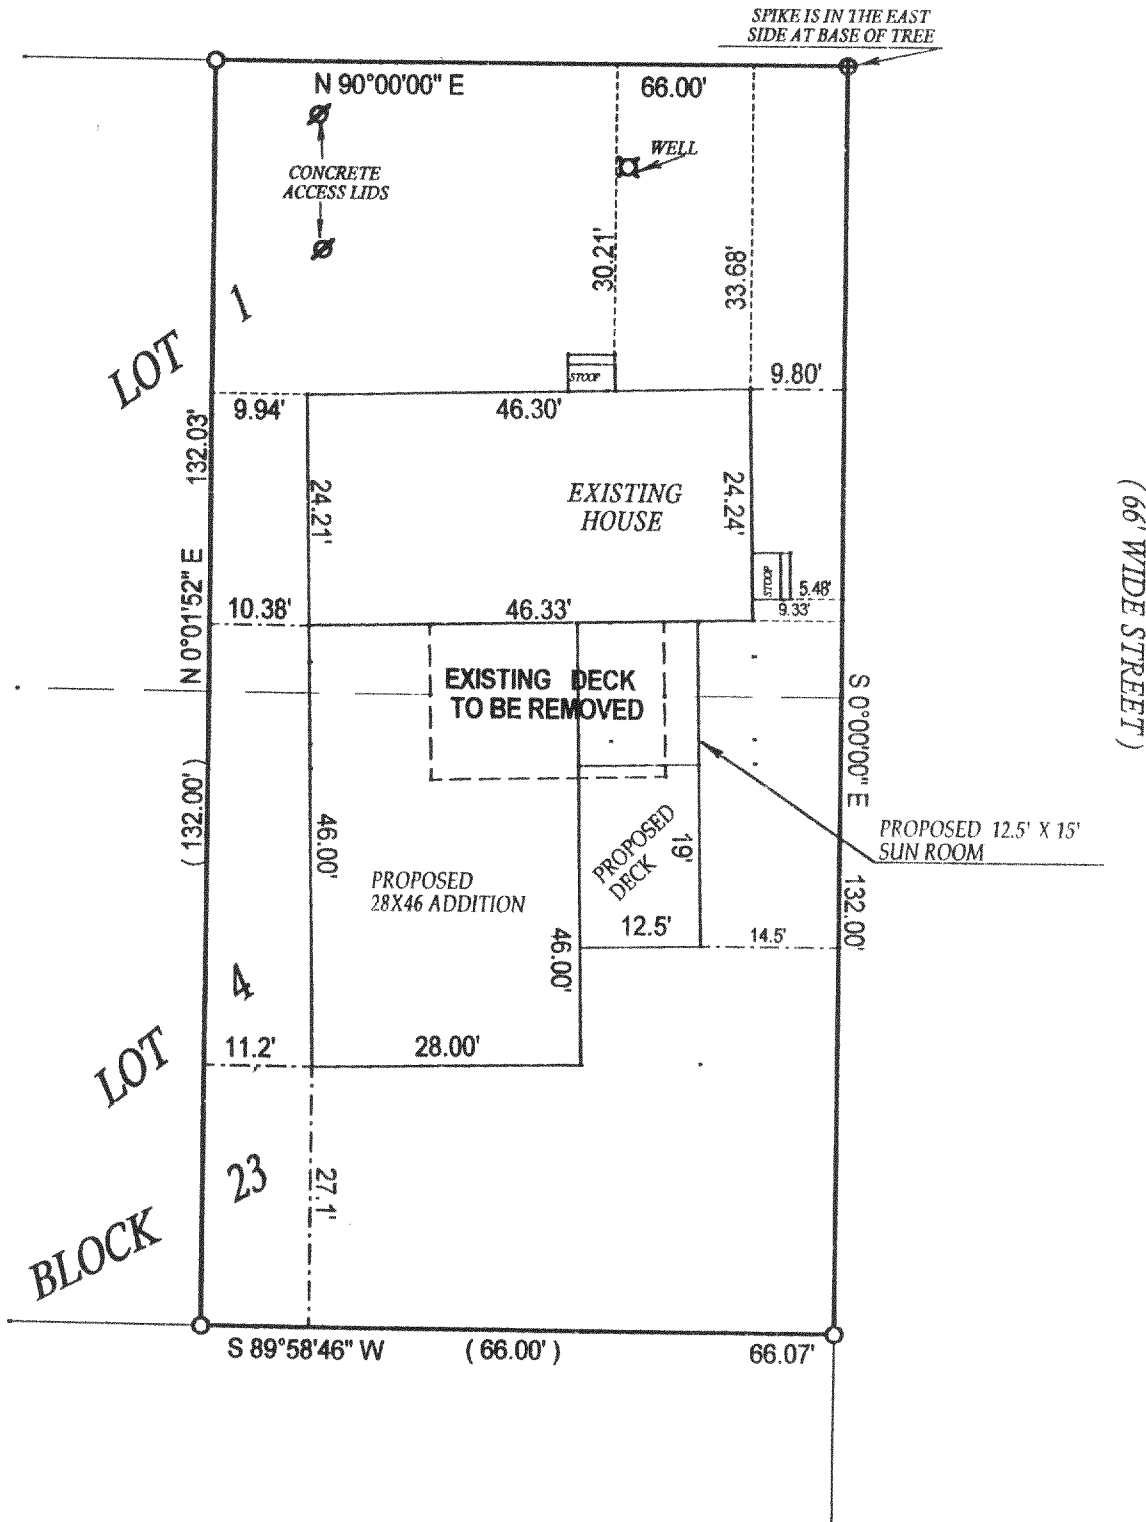 SPIKE IS IN THE EAST
SIDE AT BASE OF TREE
N 90°00'00" E
66.00'
WELL
CONCRETE
ACCESS LIDS
30.21'
33.68'
LOT 1
STOOP
9.80'
9.94'
46.30'
132.03'
24.21'
EXISTING
HOUSE
24.24'
( 66' WIDE STREET )
STOOP
5.48'
9.33'
N 0°01'52" E
10.38'
46.33'
EXISTING DECK
TO BE REMOVED
S 0°00'00" E
( 132.00' )
46.00'
PROPOSED
DECK
19'
PROPOSED 12.5' X 15'
SUN ROOM
PROPOSED
28X46 ADDITION
132.00'
12.5'
14.5'
46.00'
LOT 4
11.2'
28.00'
BLOCK 23
27.1'
S 89°58'46" W
( 66.00' )
66.07'